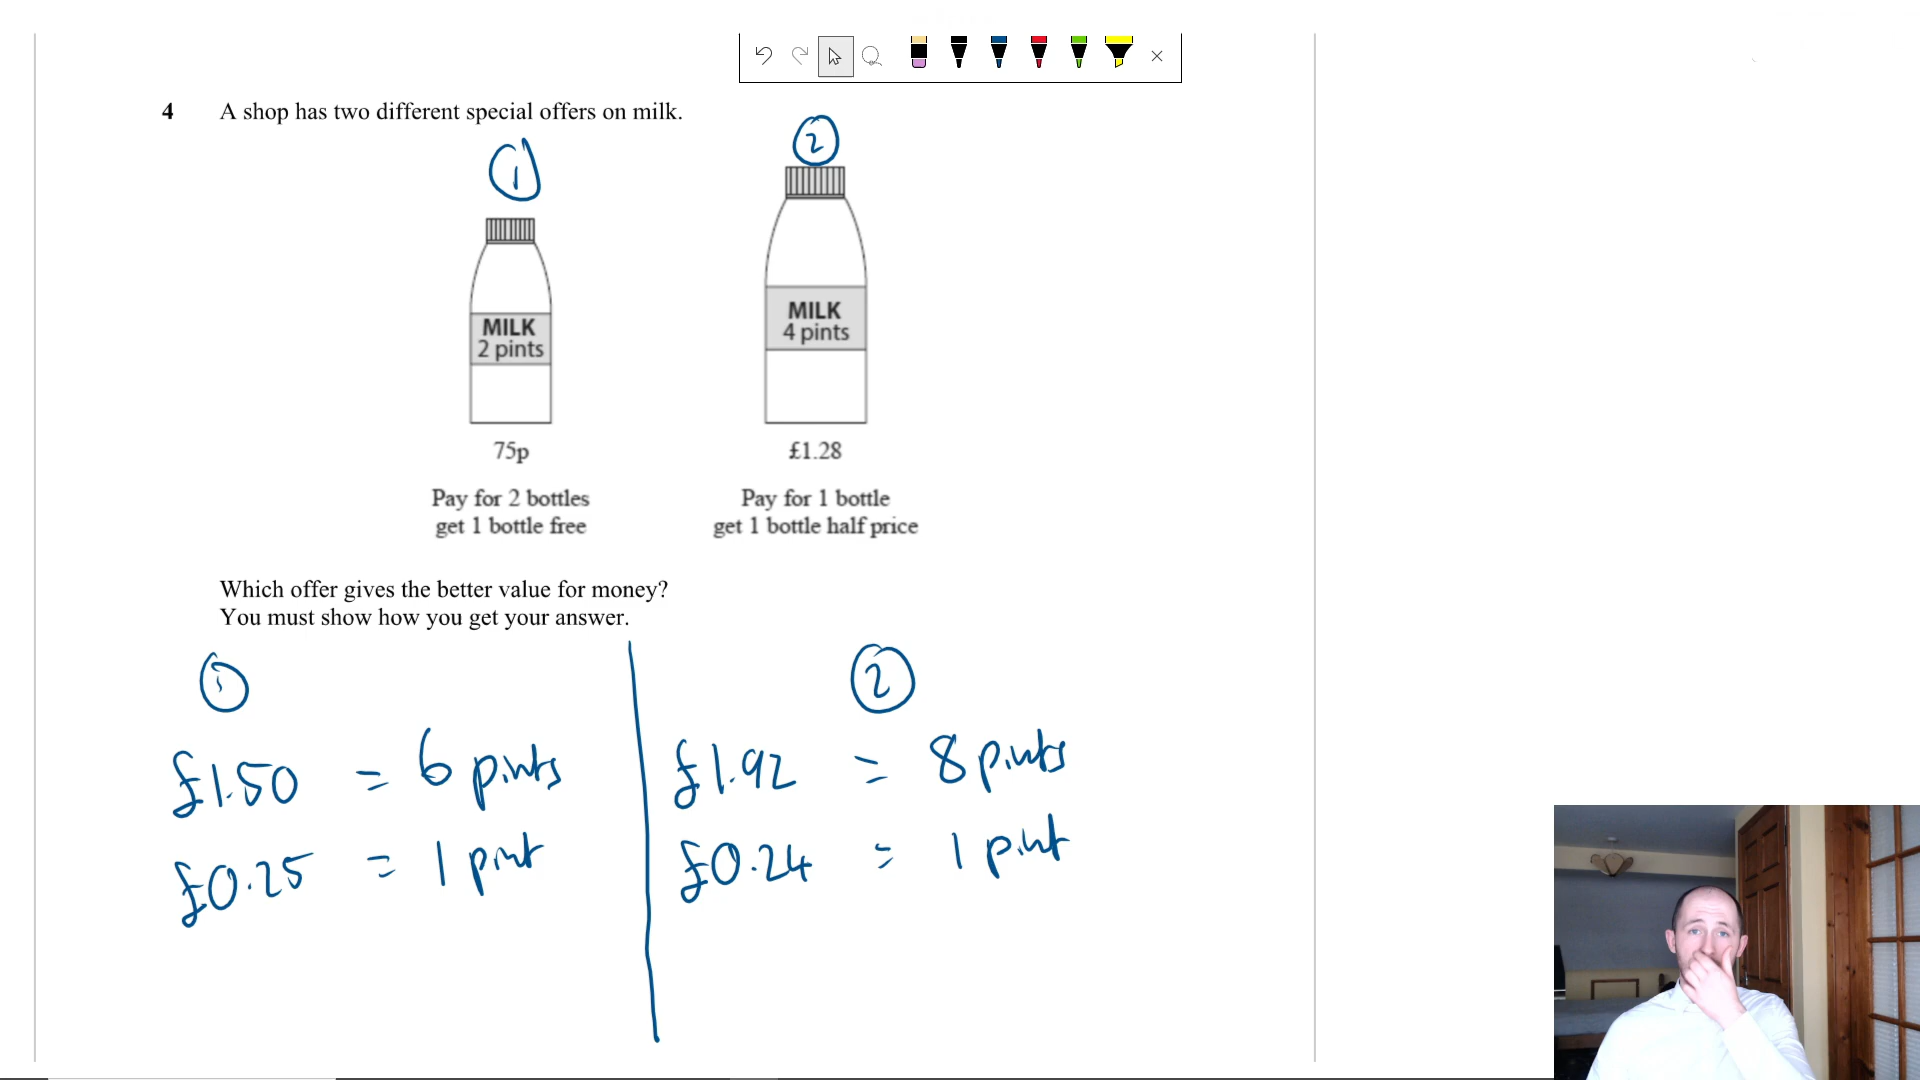 4 A shop has two different special offers on milk.
① ②
MILK
2 pints
MILK
4 pints
75p £1.28
Pay for 2 bottles
get 1 bottle free
Pay for 1 bottle
get 1 bottle half price
Which offer gives the better value for money?
You must show how you get your answer.
①
£1.50 = 6 pints
£0.25 = 1 pint
②
£1.92 = 8 pints
£0.24 = 1 pint